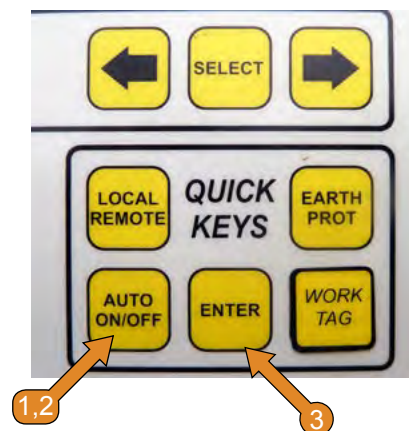 SELECT
LOCAL
REMOTE
QUICK
KEYS
EARTH
PROT
AUTO
ON/OFF
ENTER
WORK
TAG
1,2
3